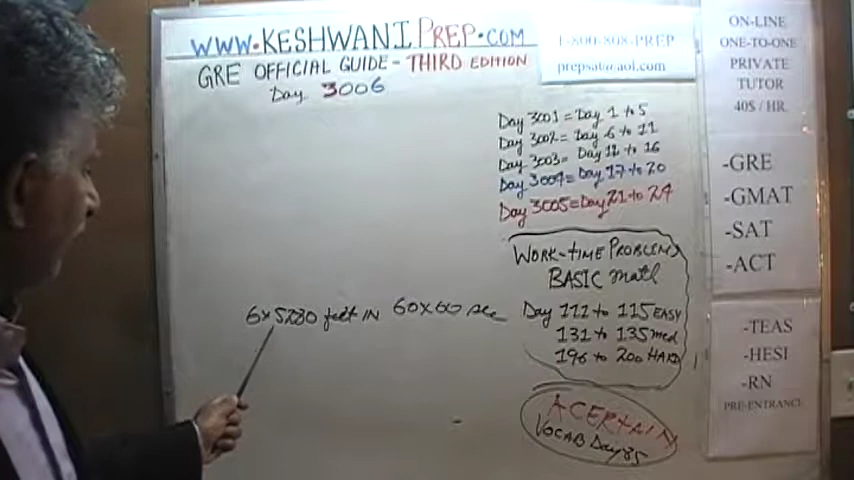 WWW.KESHWANIPREP.COM
GRE OFFICIAL GUIDE - THIRD EDITION
Day 3006
1-800-808-PREP
prepsat@aol.com
Day 3001 = Day 1 to 5
Day 3002 = Day 6 to 11
Day 3003 = Day 12 to 16
Day 3004 = Day 17 to 20
Day 3005 = Day 21 to 24
WORK-TIME PROBLEMS
BASIC math
Day 111 to 115 EASY
131 to 135 med
196 to 200 HARD
6×5280 feet IN 60×60 sec
ACERTAIN
VOCAB Day 85
ON-LINE
ONE-TO-ONE
PRIVATE
TUTOR
40$ / HR.
-GRE
-GMAT
-SAT
-ACT
-TEAS
-HESI
-RN
PRE-ENTRANCE